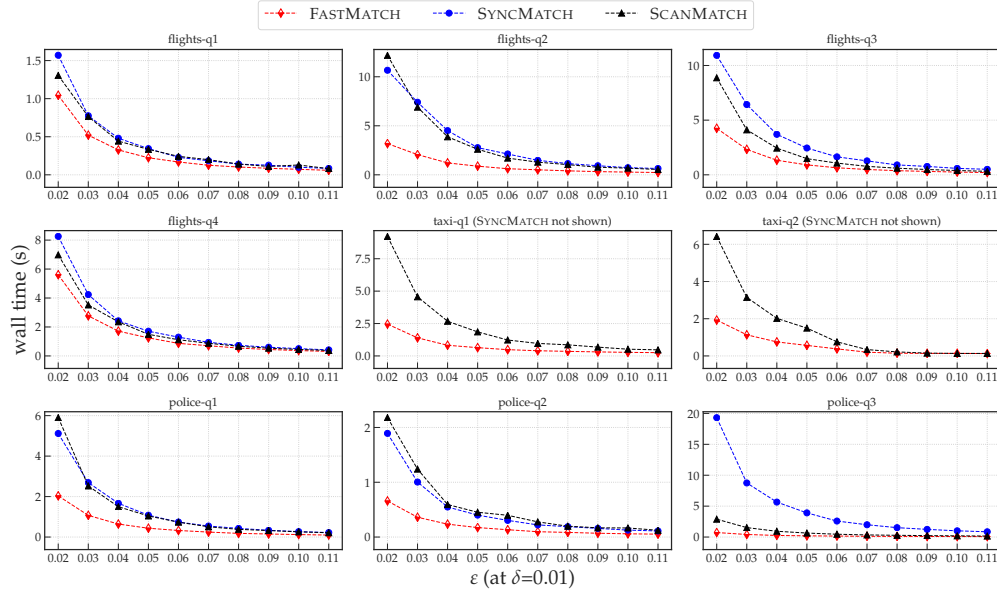 FASTMATCH SYNCMATCH SCANMATCH
flights-q1 flights-q2 flights-q3
1.5
1.0
0.5
0.0
0.02 0.03 0.04 0.05 0.06 0.07 0.08 0.09 0.10 0.11
10
5
0
0.02 0.03 0.04 0.05 0.06 0.07 0.08 0.09 0.10 0.11
10
5
0
0.02 0.03 0.04 0.05 0.06 0.07 0.08 0.09 0.10 0.11
wall time (s)
flights-q4 taxi-q1 (SYNCMATCH not shown) taxi-q2 (SYNCMATCH not shown)
8
6
4
2
0
0.02 0.03 0.04 0.05 0.06 0.07 0.08 0.09 0.10 0.11
7.5
5.0
2.5
0.0
0.02 0.03 0.04 0.05 0.06 0.07 0.08 0.09 0.10 0.11
6
4
2
0
0.02 0.03 0.04 0.05 0.06 0.07 0.08 0.09 0.10 0.11
police-q1 police-q2 police-q3
6
4
2
0
0.02 0.03 0.04 0.05 0.06 0.07 0.08 0.09 0.10 0.11
2
1
0
0.02 0.03 0.04 0.05 0.06 0.07 0.08 0.09 0.10 0.11
20
15
10
5
0
0.02 0.03 0.04 0.05 0.06 0.07 0.08 0.09 0.10 0.11
ε (at δ=0.01)